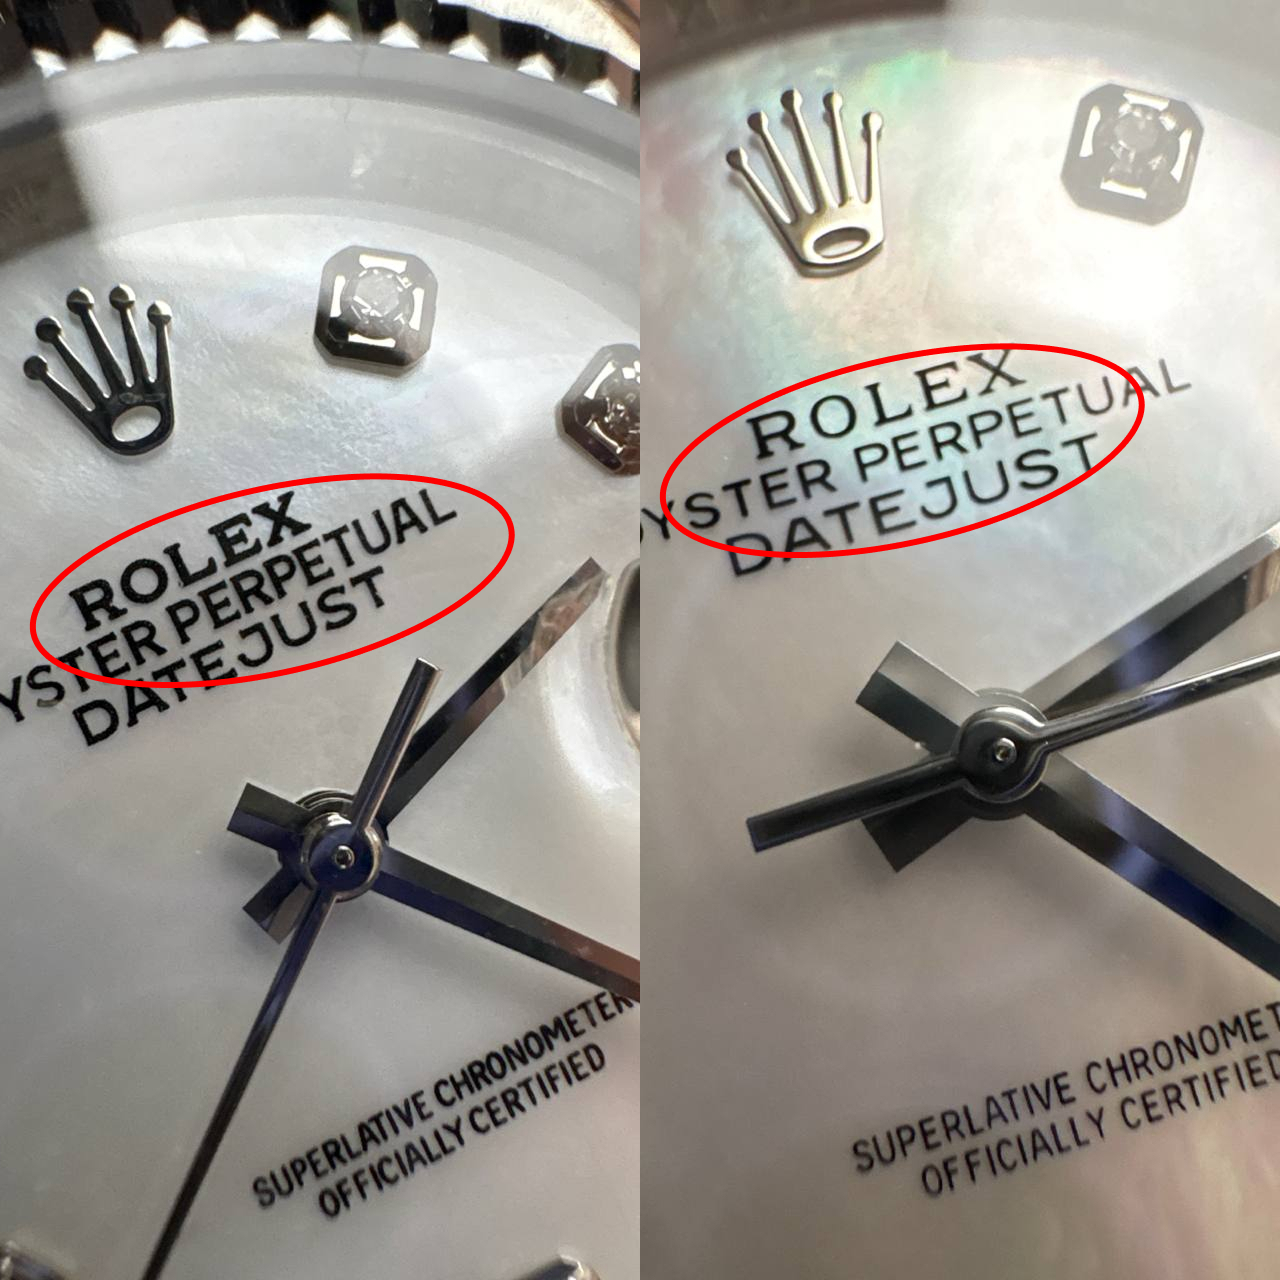 ROLEX
YSTER PERPETUAL
DATEJUST
SUPERLATIVE CHRONOMETER
OFFICIALLY CERTIFIED
ROLEX
YSTER PERPETUAL
DATEJUST
SUPERLATIVE CHRONOMET
OFFICIALLY CERTIFIED